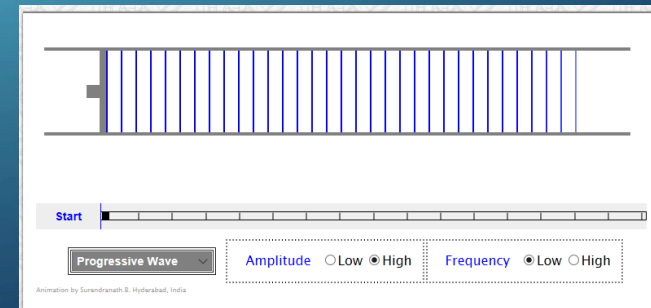 Start
Progressive Wave
Amplitude Low High Frequency Low High
Animation by Surendranath.B. Hyderabad, India